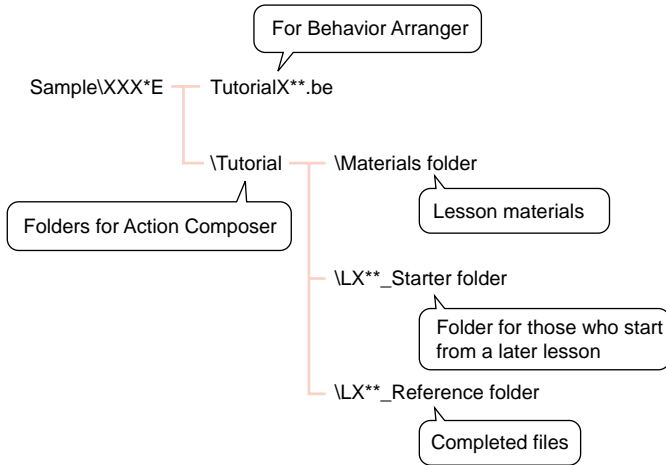 For Behavior Arranger
Sample\XXX*E
TutorialX**.be
\Tutorial
\Materials folder
Folders for Action Composer
Lesson materials
\LX**_Starter folder
Folder for those who start
from a later lesson
\LX**_Reference folder
Completed files